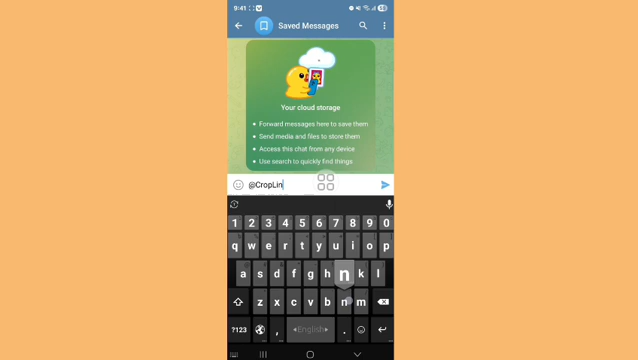 9:41
Saved Messages
Your cloud storage
• Forward messages here to save them
• Send media and files to store them
• Access this chat from any device
• Use search to quickly find things
@CropLin
1 2 3 4 5 6 7 8 9 0
q w e r t y u i o p
a s d f g h n k l
z x c v b n m
?123 , English .